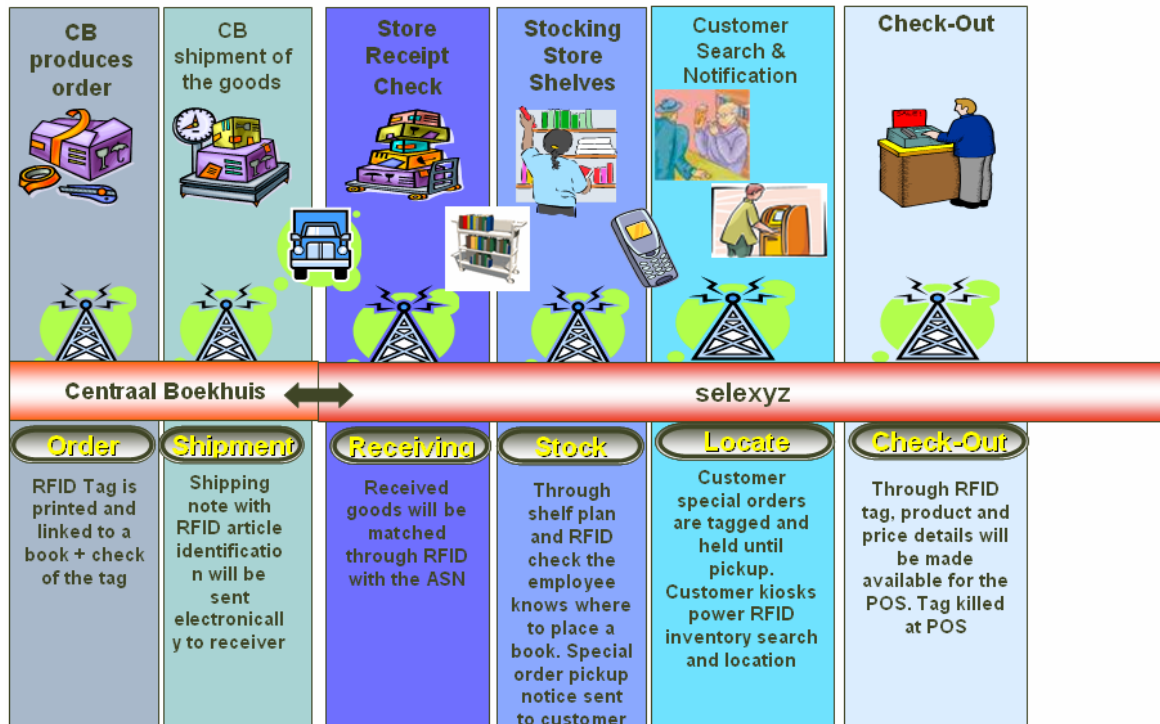 CB
produces
order
CB
shipment of
the goods
Store
Receipt
Check
Stocking
Store
Shelves
Customer
Search &
Notification
Check-Out
Centraal Boekhuis
selexyz
Order
Shipment
Receiving
Stock
Locate
Check-Out
RFID Tag is
printed and
linked to a
book + check
of the tag
Shipping
note with
RFID article
identificatio
n will be
sent
electronicall
y to receiver
Received
goods will be
matched
through RFID
with the ASN
Through
shelf plan
and RFID
check the
employee
knows where
to place a
book. Special
order pickup
notice sent
to customer
Customer
special orders
are tagged and
held until
pickup.
Customer kiosks
power RFID
inventory search
and location
Through RFID
tag, product and
price details will
be made
available for the
POS. Tag killed
at POS